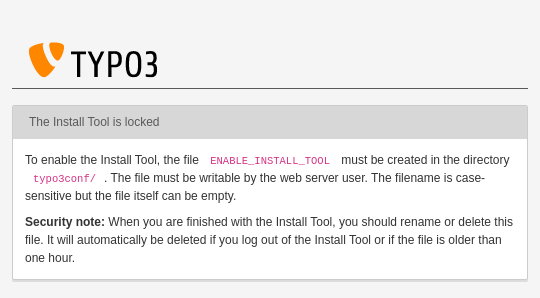 TYPO3
The Install Tool is locked
To enable the Install Tool, the file ENABLE_INSTALL_TOOL must be created in the directory
typo3conf/ . The file must be writable by the web server user. The filename is case-
sensitive but the file itself can be empty.
Security note: When you are finished with the Install Tool, you should rename or delete this
file. It will automatically be deleted if you log out of the Install Tool or if the file is older than
one hour.